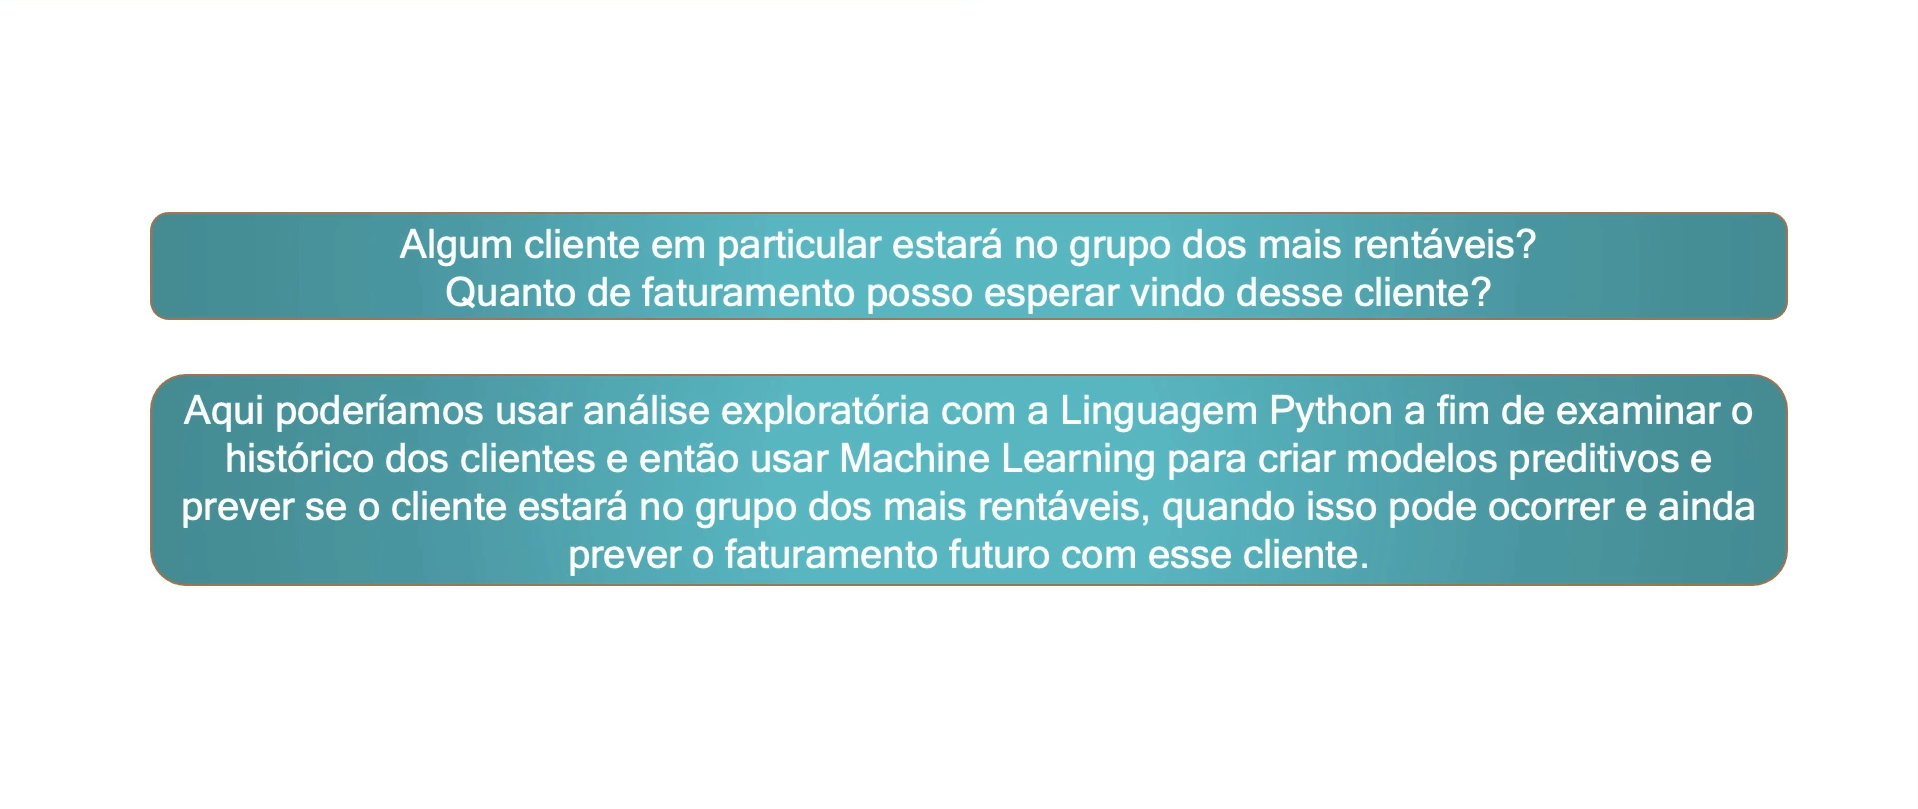 Algum cliente em particular estará no grupo dos mais rentáveis?
Quanto de faturamento posso esperar vindo desse cliente?
Aqui poderíamos usar análise exploratória com a Linguagem Python a fim de examinar o
histórico dos clientes e então usar Machine Learning para criar modelos preditivos e
prever se o cliente estará no grupo dos mais rentáveis, quando isso pode ocorrer e ainda
prever o faturamento futuro com esse cliente.